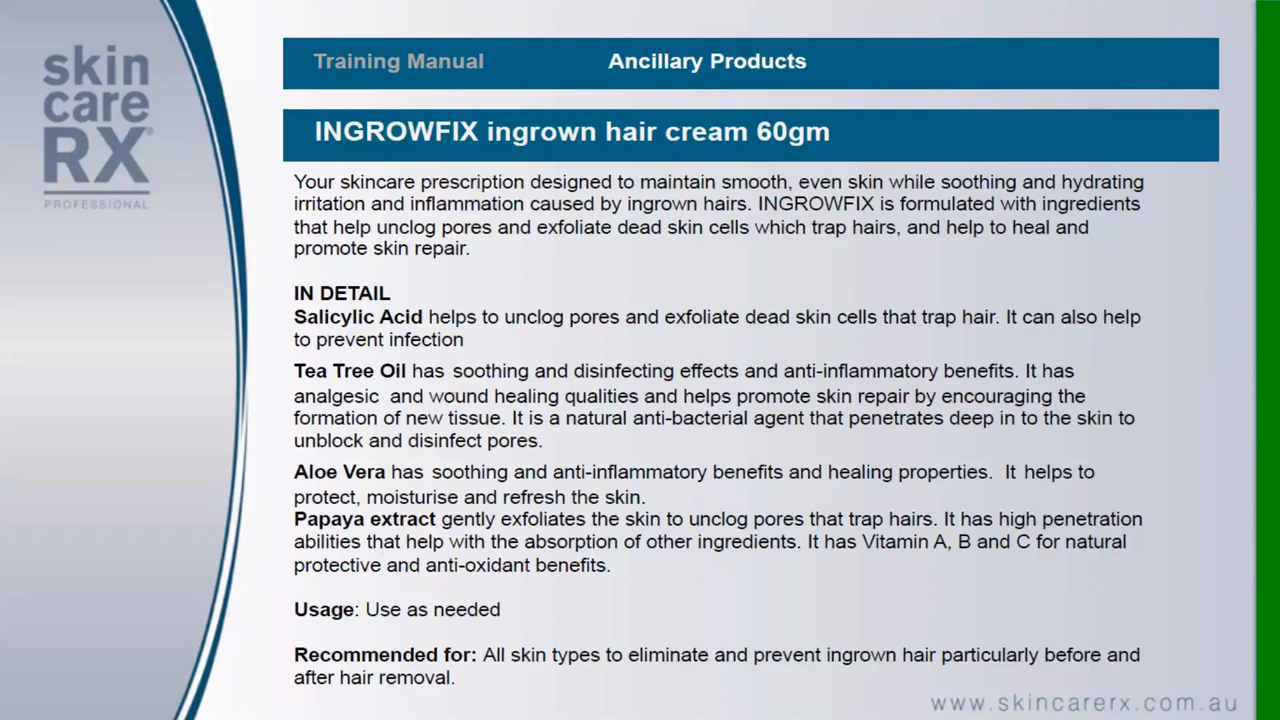 skin
care
RX®
PROFESSIONAL
Training Manual Ancillary Products
INGROWFIX ingrown hair cream 60gm
Your skincare prescription designed to maintain smooth, even skin while soothing and hydrating
irritation and inflammation caused by ingrown hairs. INGROWFIX is formulated with ingredients
that help unclog pores and exfoliate dead skin cells which trap hairs, and help to heal and
promote skin repair.
IN DETAIL
Salicylic Acid helps to unclog pores and exfoliate dead skin cells that trap hair. It can also help
to prevent infection
Tea Tree Oil has soothing and disinfecting effects and anti-inflammatory benefits. It has
analgesic and wound healing qualities and helps promote skin repair by encouraging the
formation of new tissue. It is a natural anti-bacterial agent that penetrates deep in to the skin to
unblock and disinfect pores.
Aloe Vera has soothing and anti-inflammatory benefits and healing properties. It helps to
protect, moisturise and refresh the skin.
Papaya extract gently exfoliates the skin to unclog pores that trap hairs. It has high penetration
abilities that help with the absorption of other ingredients. It has Vitamin A, B and C for natural
protective and anti-oxidant benefits.
Usage: Use as needed
Recommended for: All skin types to eliminate and prevent ingrown hair particularly before and
after hair removal.
www.skincarerx.com.au